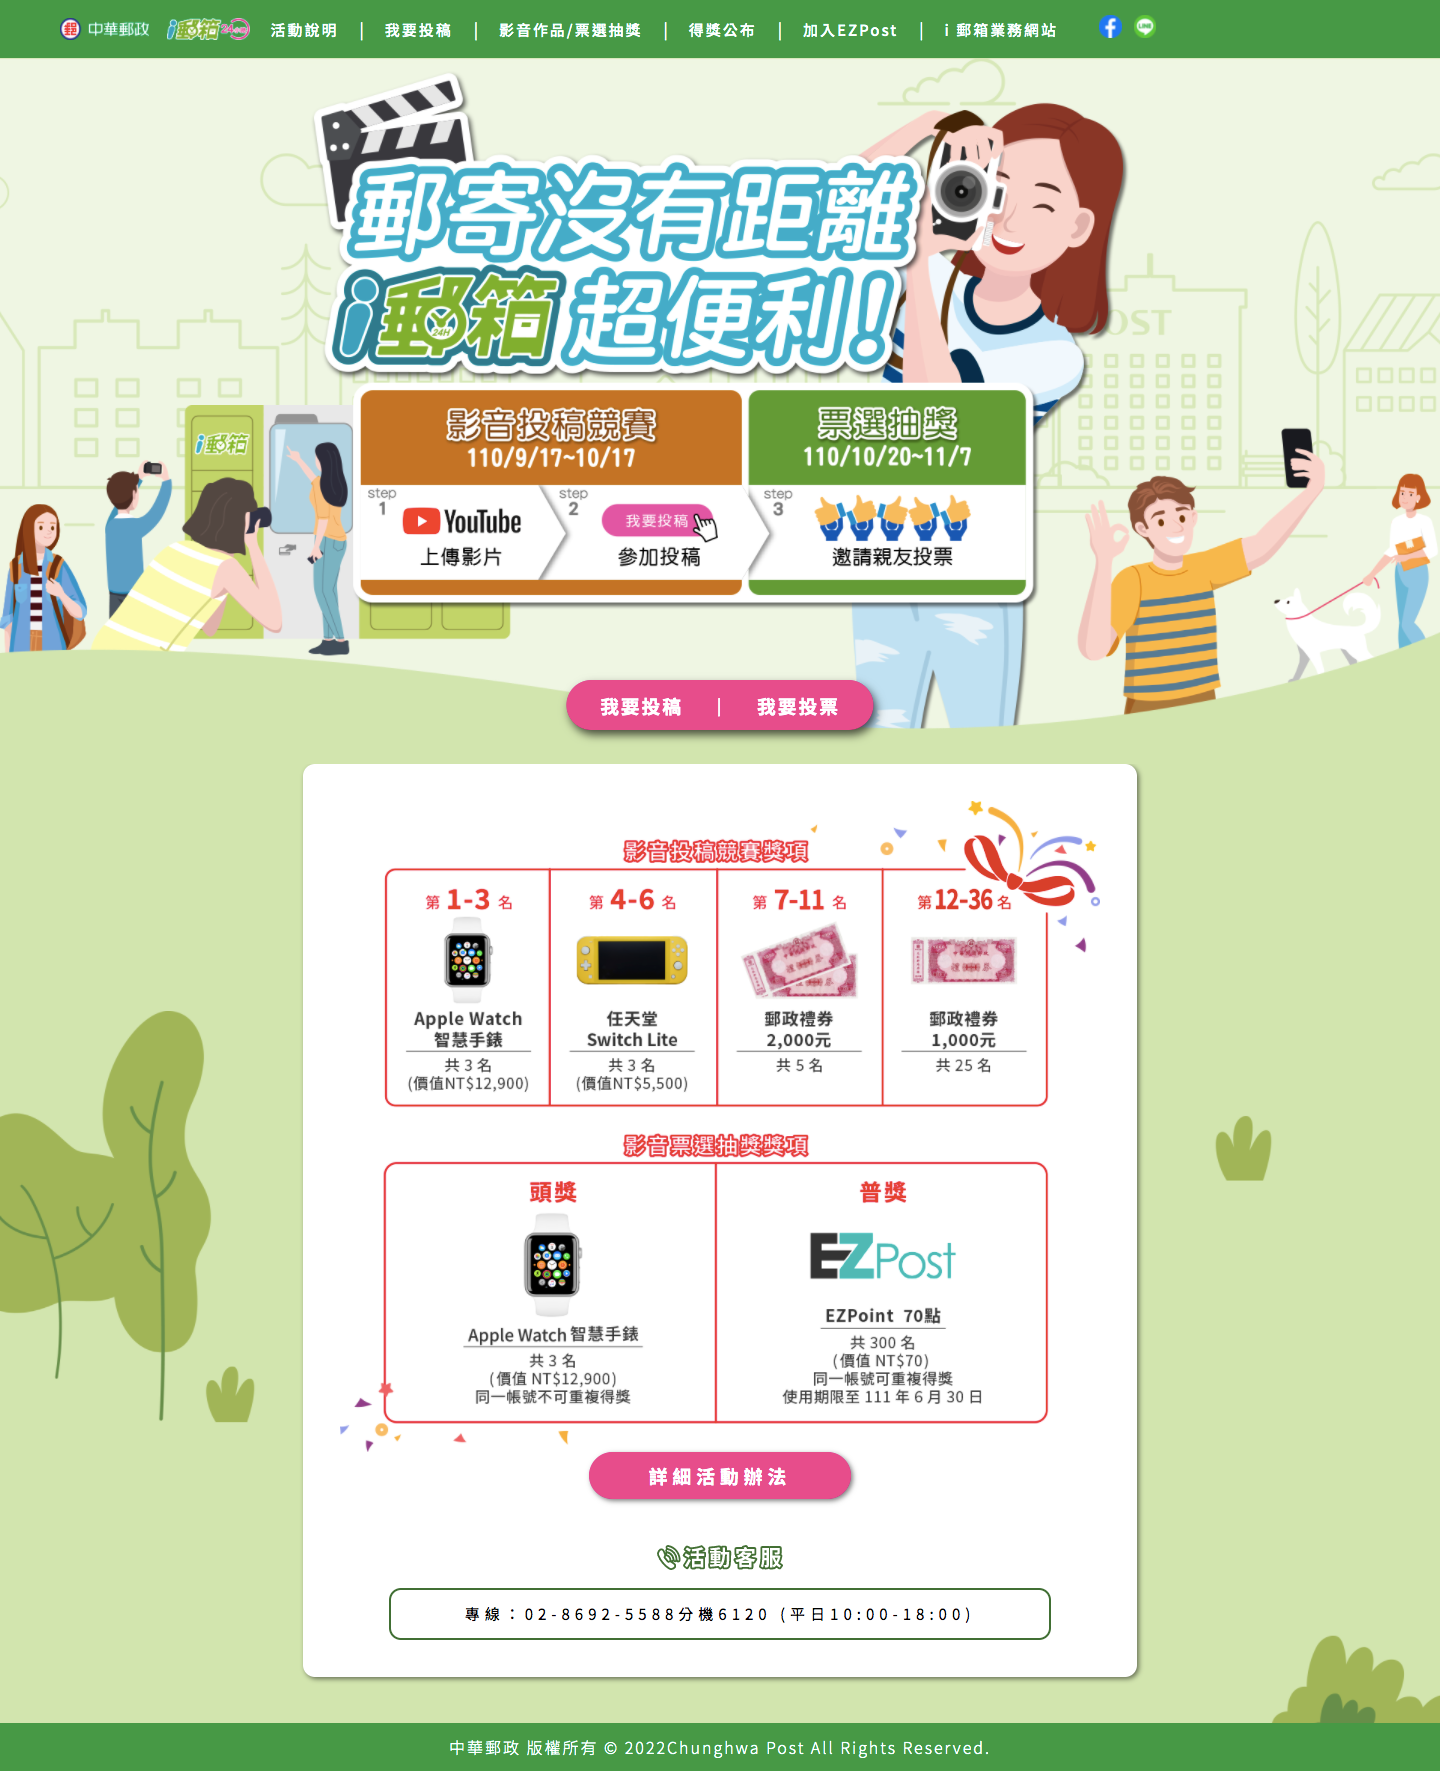 中華郵政 i郵箱 24小時 活動說明 | 我要投稿 | 影音作品/票選抽獎 | 得獎公布 | 加入EZPost | i 郵箱業務網站
郵寄沒有距離
i郵箱 24H 超便利!
POST
i郵箱
影音投稿競賽
110/9/17~10/17
票選抽獎
110/10/20~11/7
step 1
YouTube
上傳影片
step 2
我要投稿
參加投稿
step 3
邀請親友投票
我要投稿 | 我要投票
影音投稿競賽獎項
第 1-3 名
Apple Watch
智慧手錶
共 3 名
(價值NT$12,900)
第 4-6 名
任天堂
Switch Lite
共 3 名
(價值NT$5,500)
第 7-11 名
郵政禮券
2,000元
共 5 名
第 12-36 名
郵政禮券
1,000元
共 25 名
影音票選抽獎獎項
頭獎
Apple Watch 智慧手錶
共 3 名
(價值 NT$12,900)
同一帳號不可重複得獎
普獎
EZPost
EZPoint 70點
共 300 名
(價值 NT$70)
同一帳號可重複得獎
使用期限至 111 年 6 月 30 日
詳細活動辦法
活動客服
專線：02-8692-5588分機6120 (平日10:00-18:00)
中華郵政 版權所有 © 2022Chunghwa Post All Rights Reserved.